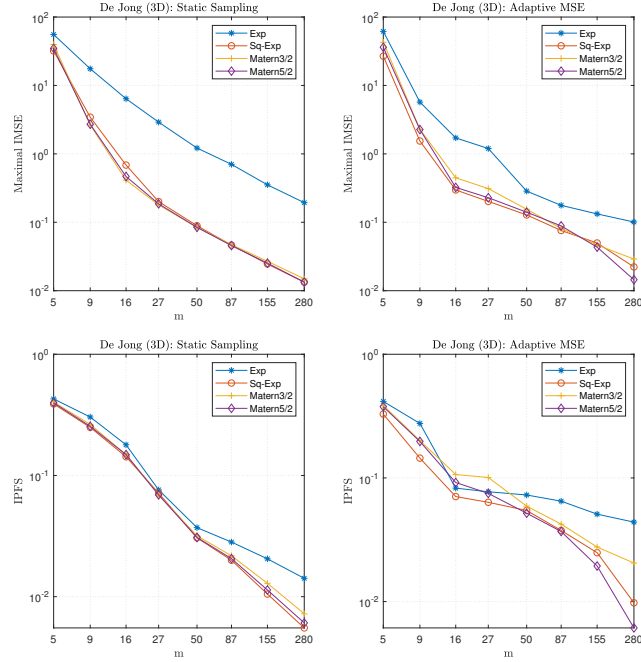 De Jong (3D): Static Sampling
Maximal IMSE
10^2
10^1
10^0
10^-1
10^-2
Exp
Sq-Exp
Matern3/2
Matern5/2
5 9 16 27 50 87 155 280
m
De Jong (3D): Adaptive MSE
Maximal IMSE
10^2
10^1
10^0
10^-1
10^-2
Exp
Sq-Exp
Matern3/2
Matern5/2
5 9 16 27 50 87 155 280
m
De Jong (3D): Static Sampling
IPFS
10^0
10^-1
10^-2
Exp
Sq-Exp
Matern3/2
Matern5/2
5 9 16 27 50 87 155 280
m
De Jong (3D): Adaptive MSE
IPFS
10^0
10^-1
10^-2
Exp
Sq-Exp
Matern3/2
Matern5/2
5 9 16 27 50 87 155 280
m